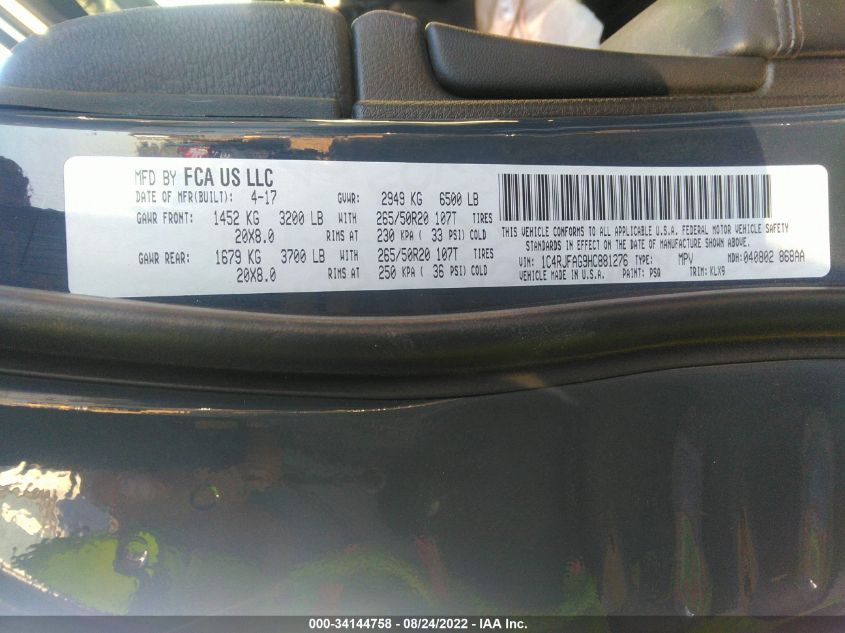 MFD BY FCA US LLC
DATE OF MFR(BUILT): 4-17 GVWR: 2949 KG 6500 LB
GAWR FRONT: 1452 KG 3200 LB WITH 265/50R20 107T TIRES
20X8.0 RIMS AT 230 KPA ( 33 PSI) COLD
GAWR REAR: 1679 KG 3700 LB WITH 265/50R20 107T TIRES
20X8.0 RIMS AT 250 KPA ( 36 PSI) COLD
THIS VEHICLE CONFORMS TO ALL APPLICABLE U.S.A. FEDERAL MOTOR VEHICLE SAFETY
STANDARDS IN EFFECT ON THE DATE OF MANUFACTURE SHOWN ABOVE.
VIN: 1C4RJFAG9HC881276 TYPE: MPV MDH: 040802 868AA
VEHICLE MADE IN U.S.A. PAINT: PSQ TRIM: KLX9
000-34144758 - 08/24/2022 - IAA Inc.